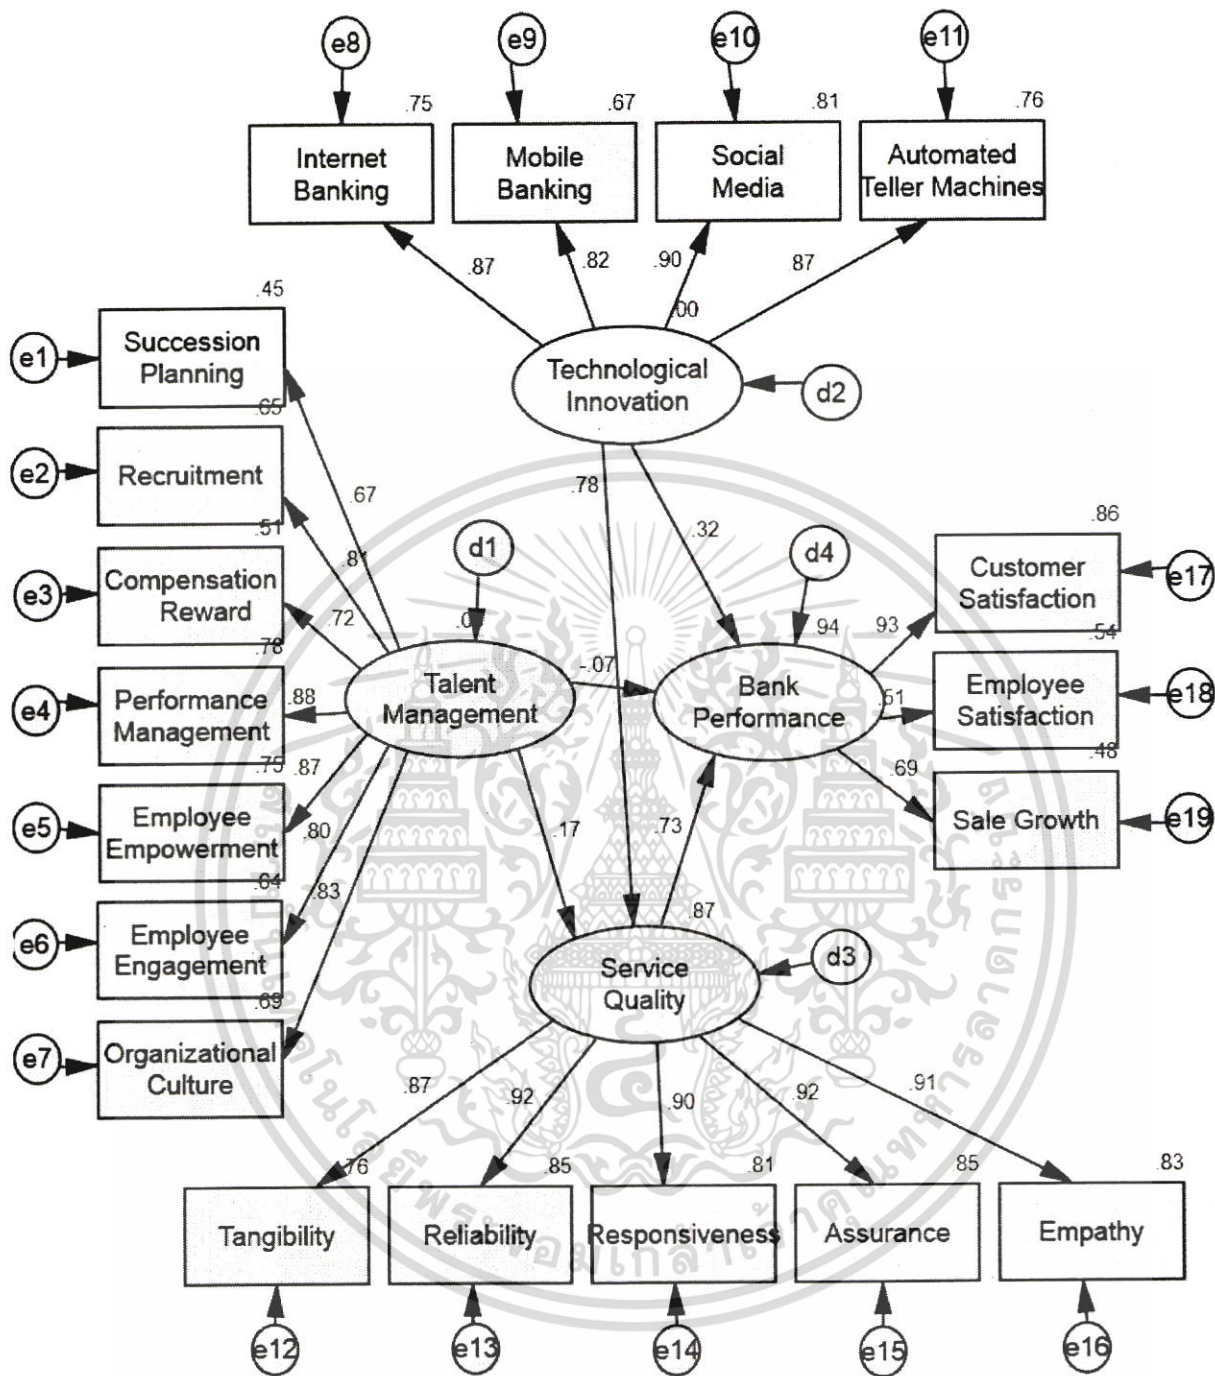 e8
e9
e10
e11
.75
.67
.81
.76
Internet
Banking
Mobile
Banking
Social
Media
Automated
Teller Machines
.87
.82
.90
.87
.00
Technological
Innovation
d2
.45
e1
Succession
Planning
.65
e2
Recruitment
.51
e3
Compensation
Reward
.78
e4
Performance
Management
.75
e5
Employee
Empowerment
.64
e6
Employee
Engagement
.69
e7
Organizational
Culture
.67
.81
.72
.88
.87
.80
.83
d1
Talent
Management
.78
.32
-.07
.17
.73
d4
.94
Bank
Performance
.93
.51
.69
.86
Customer
Satisfaction
e17
.54
Employee
Satisfaction
e18
.48
Sale Growth
e19
.87
Service
Quality
d3
.87
.92
.90
.92
.91
.76
.85
.81
.85
.83
Tangibility
Reliability
Responsiveness
Assurance
Empathy
e12
e13
e14
e15
e16